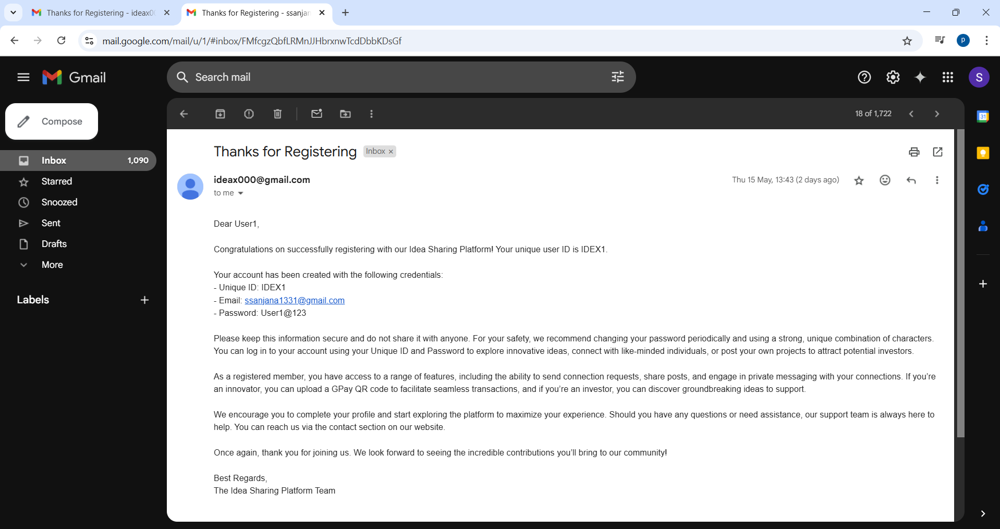 Thanks for Registering - ideax00
Thanks for Registering - ssanjan
mail.google.com/mail/u/1/#inbox/FMfcgzQbfLRMnJJHbrxnwTcdDbbKDsGf
p
Gmail
Search mail
S
Compose
18 of 1,722
31
Inbox 1,090
Starred
Snoozed
Sent
Drafts
More
Labels
Thanks for Registering Inbox ×
ideax000@gmail.com
Thu 15 May, 13:43 (2 days ago)
to me
Dear User1,
Congratulations on successfully registering with our Idea Sharing Platform! Your unique user ID is IDEX1.
Your account has been created with the following credentials:
- Unique ID: IDEX1
- Email: ssanjana1331@gmail.com
- Password: User1@123
Please keep this information secure and do not share it with anyone. For your safety, we recommend changing your password periodically and using a strong, unique combination of characters.
You can log in to your account using your Unique ID and Password to explore innovative ideas, connect with like-minded individuals, or post your own projects to attract potential investors.
As a registered member, you have access to a range of features, including the ability to send connection requests, share posts, and engage in private messaging with your connections. If you’re
an innovator, you can upload a GPay QR code to facilitate seamless transactions, and if you’re an investor, you can discover groundbreaking ideas to support.
We encourage you to complete your profile and start exploring the platform to maximize your experience. Should you have any questions or need assistance, our support team is always here to
help. You can reach us via the contact section on our website.
Once again, thank you for joining us. We look forward to seeing the incredible contributions you’ll bring to our community!
Best Regards,
The Idea Sharing Platform Team